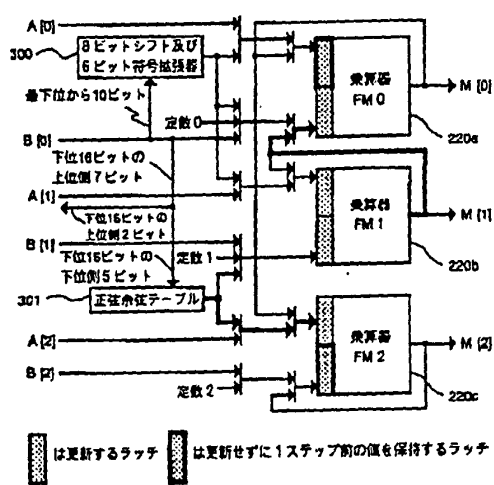 A [0]
300
8ビットシフト及び
6ビット符号拡張器
最下位から10ビット
定数0
B [0]
下位16ビットの
上位側7ビット
A [1]
下位16ビットの
上位側2ビット
B [1]
下位16ビットの
下位側5ビット
定数1
301
正弦余弦テーブル
A [2]
B [2]
定数2
乗算器
FM0
M [0]
220a
乗算器
FM1
M [1]
220b
乗算器
FM2
M [2]
220c
は更新するラッチ
は更新せずに1ステップ前の値を保持するラッチ